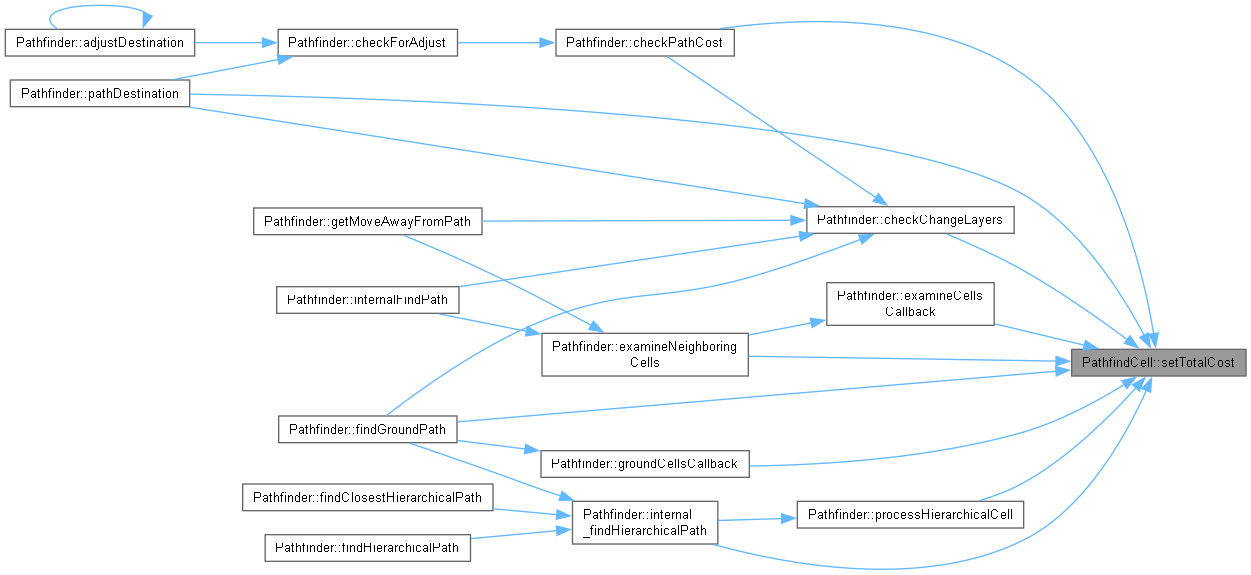 Pathfinder::adjustDestination
Pathfinder::checkForAdjust
Pathfinder::checkPathCost
Pathfinder::pathDestination
Pathfinder::getMoveAwayFromPath
Pathfinder::checkChangeLayers
Pathfinder::internalFindPath
Pathfinder::examineCells
Callback
Pathfinder::examineNeighboring
Cells
PathfindCell::setTotalCost
Pathfinder::findGroundPath
Pathfinder::groundCellsCallback
Pathfinder::findClosestHierarchicalPath
Pathfinder::internal
_findHierarchicalPath
Pathfinder::processHierarchicalCell
Pathfinder::findHierarchicalPath